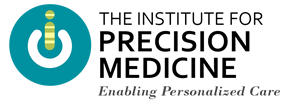 THE INSTITUTE FOR
PRECISION
MEDICINE
Enabling Personalized Care